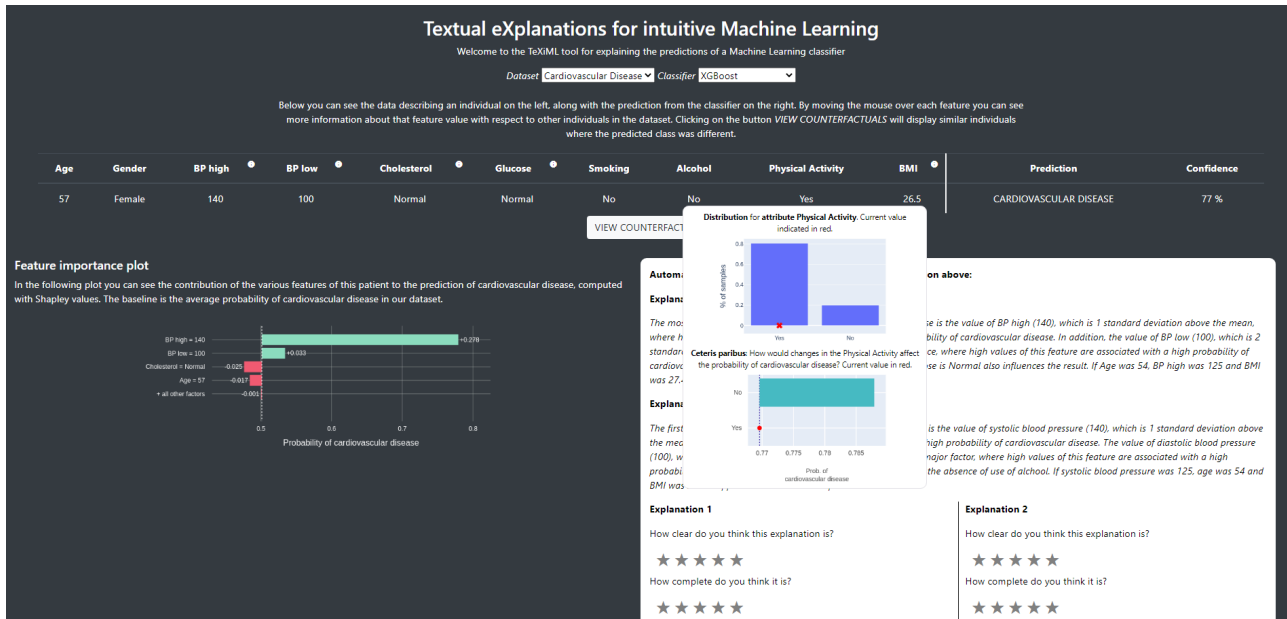 Textual eXplanations for intuitive Machine Learning
Welcome to the TeXiML tool for explaining the predictions of a Machine Learning classifier
Dataset Cardiovascular Disease Classifier XGBoost
Below you can see the data describing an individual on the left, along with the prediction from the classifier on the right. By moving the mouse over each feature you can see
more information about that feature value with respect to other individuals in the dataset. Clicking on the button VIEW COUNTERFACTUALS will display similar individuals
where the predicted class was different.
Age Gender BP high BP low Cholesterol Glucose Smoking Alcohol Physical Activity BMI Prediction Confidence
57 Female 140 100 Normal Normal No No Yes 26.5 CARDIOVASCULAR DISEASE 77 %
VIEW COUNTERFACT
Distribution for attribute Physical Activity. Current value
indicated in red.
% of samples
0.8
0.6
0.4
0.2
0
Yes No
Ceteris paribus: How would changes in the Physical Activity affect
the probability of cardiovascular disease? Current value in red.
No
Yes
0.77 0.775 0.78 0.785
Prob. of
cardiovascular disease
Feature importance plot
In the following plot you can see the contribution of the various features of this patient to the prediction of cardiovascular disease, computed
with Shapley values. The baseline is the average probability of cardiovascular disease in our dataset.
BP high = 140 +0.278
BP low = 100 +0.033
Cholesterol = Normal -0.025
Age = 57 -0.017
+ all other factors -0.001
0.5 0.6 0.7 0.8
Probability of cardiovascular disease
Automa on above:
Explana
The mos se is the value of BP high (140), which is 1 standard deviation above the mean,
where h bility of cardiovascular disease. In addition, the value of BP low (100), which is 2
standar ce, where high values of this feature are associated with a high probability of
cardiov se is Normal also influences the result. If Age was 54, BP high was 125 and BMI
was 27.
Explana
The first is the value of systolic blood pressure (140), which is 1 standard deviation above
the mea high probability of cardiovascular disease. The value of diastolic blood pressure
(100), w major factor, where high values of this feature are associated with a high
probabi the absence of use of alchool. If systolic blood pressure was 125, age was 54 and
BMI was
Explanation 1 Explanation 2
How clear do you think this explanation is? How clear do you think this explanation is?
How complete do you think it is? How complete do you think it is?